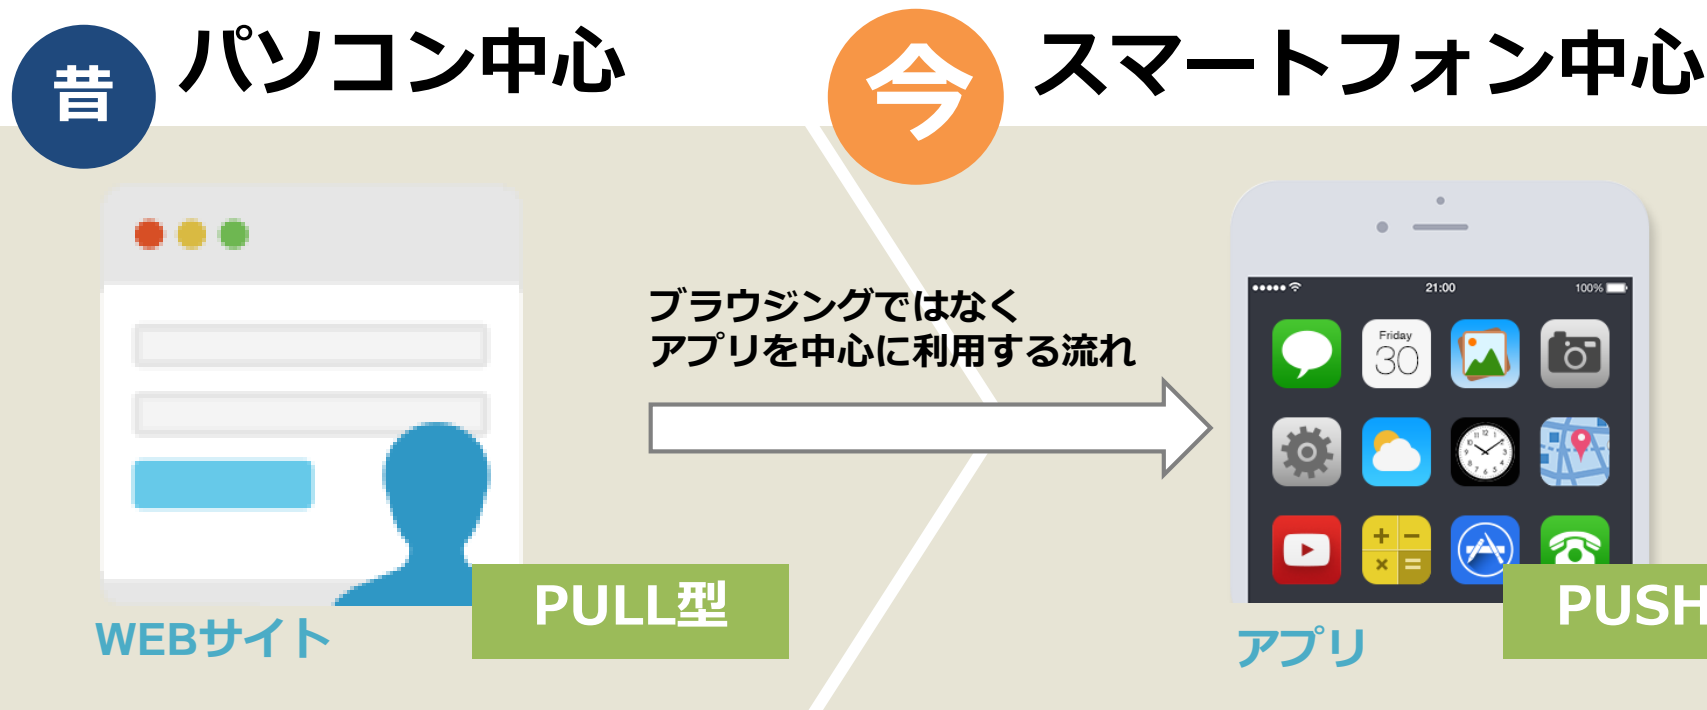 昔
パソコン中心
今
スマートフォン中心
ブラウジングではなく
アプリを中心に利用する流れ
21:00
100%
Friday
30
WEBサイト
PULL型
アプリ
PUSH